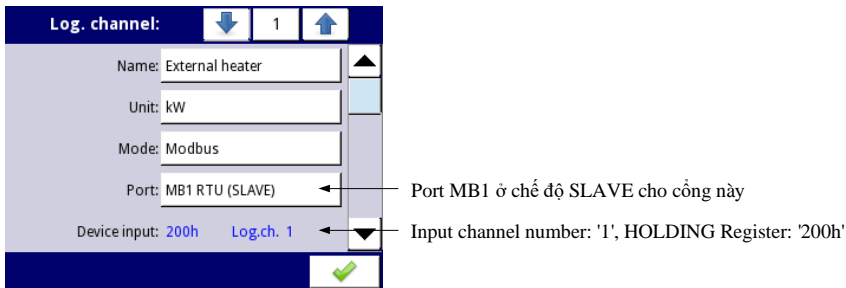 Log. channel: 1
Name: External heater
Unit: kW
Mode: Modbus
Port: MB1 RTU (SLAVE) Port MB1 ở chế độ SLAVE cho cổng này
Device input: 200h Log.ch. 1 Input channel number: '1', HOLDING Register: '200h'